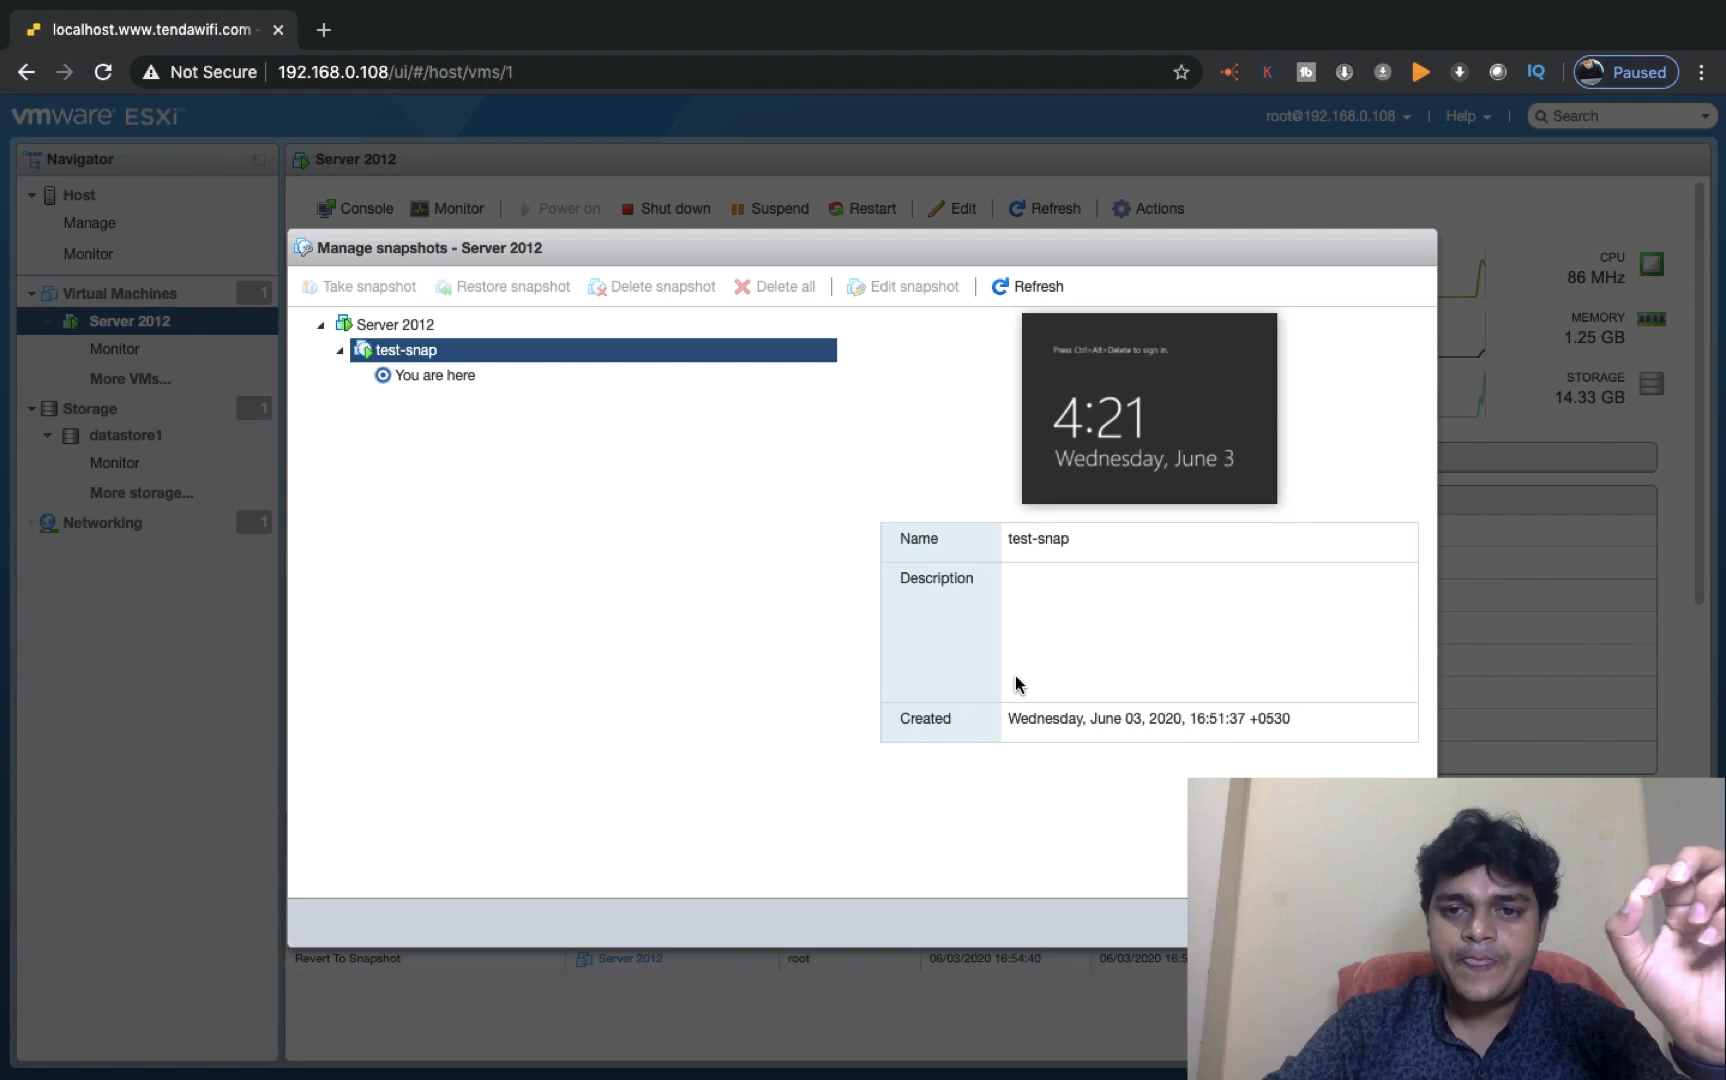 localhost.www.tendawifi.com -
Not Secure 192.168.0.108/ui/#/host/vms/1
K
tb
IQ
Paused
vmware ESXi™
root@192.168.0.108 | Help | Search
Navigator
Server 2012
Host
Manage
Monitor
Virtual Machines 1
Server 2012
Monitor
More VMs...
Storage 1
datastore1
Monitor
More storage...
Networking 1
Console Monitor Power on Shut down Suspend Restart Edit Refresh Actions
CPU
86 MHz
MEMORY
1.25 GB
STORAGE
14.33 GB
Manage snapshots - Server 2012
Take snapshot Restore snapshot Delete snapshot Delete all Edit snapshot Refresh
Server 2012
test-snap
You are here
Press Ctrl+Alt+Delete to sign in.
4:21
Wednesday, June 3
Name test-snap
Description
Created Wednesday, June 03, 2020, 16:51:37 +0530
Revert To Snapshot Server 2012 root 06/03/2020 16:54:40 06/03/2020 16:5